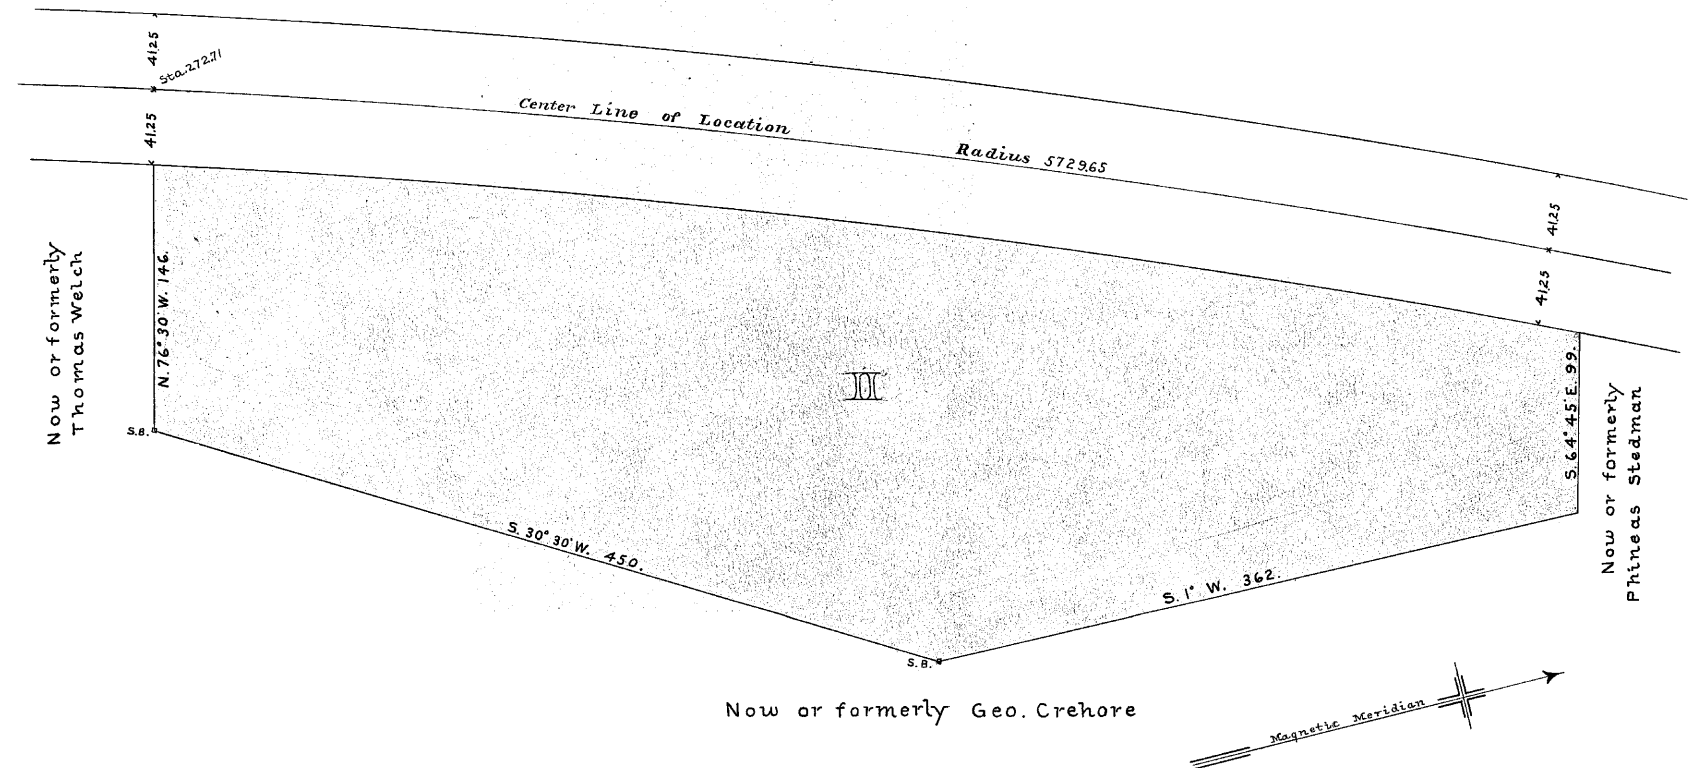 41.25
Sta. 272.71
41.25
Center Line of Location
Radius 5729.65
41.25
41.25
Now or formerly
Thomas Welch
N. 76° 30' W. 146.
II
S. 64° 45' E. 99.
Now or formerly
Phineas Stedman
S.B.
S. 30° 30' W. 450.
S. 1° W. 362.
S.B.
Now or formerly Geo. Crehore
Magnetic Meridian